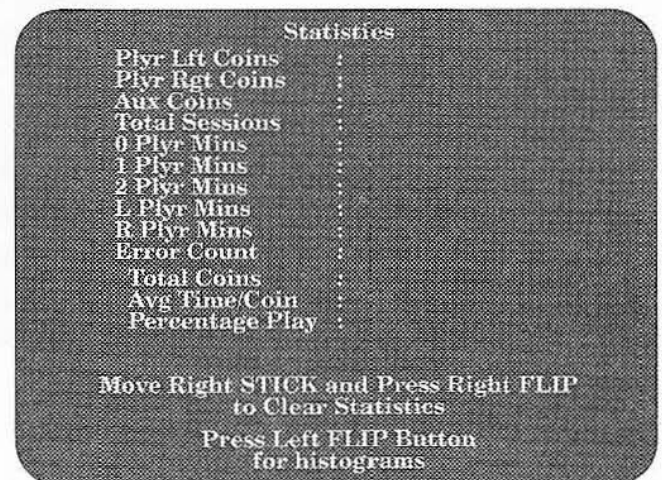 Statistics
Plyr Lft Coins :
Plyr Rgt Coins :
Aux Coins :
Total Sessions :
0 Plyr Mins :
1 Plyr Mins :
2 Plyr Mins :
L Plyr Mins :
R Plyr Mins :
Error Count :
Total Coins :
Avg Time/Coin :
Percentage Play :
Move Right STICK and Press Right FLIP
to Clear Statistics
Press Left FLIP Button
for histograms